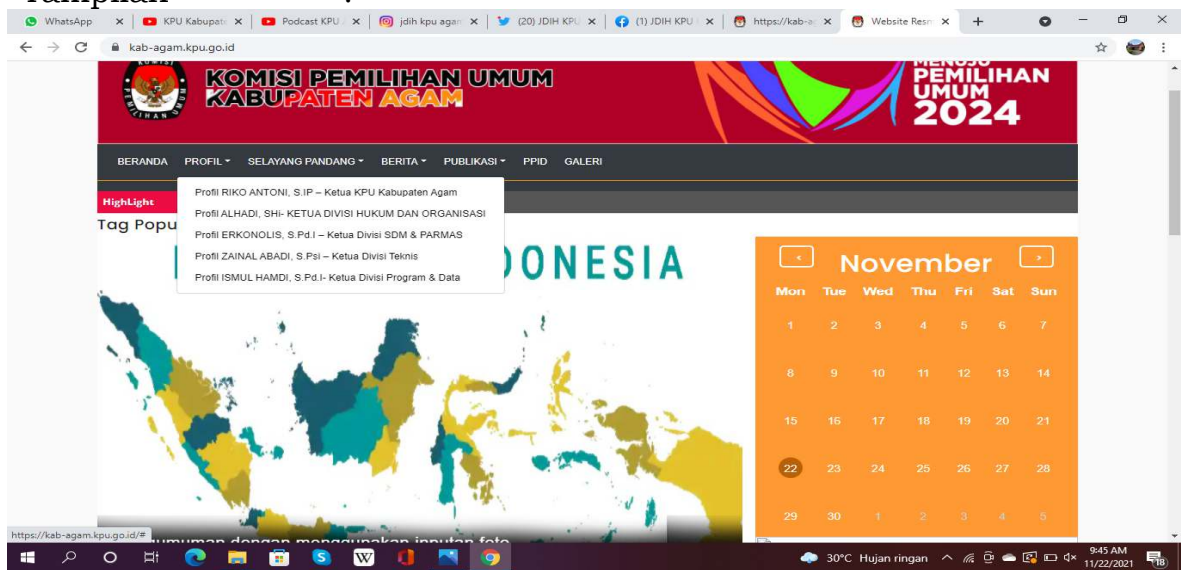 WhatsApp KPU Kabupat Podcast KPU jdih kpu agam (20) JDIH KPU (1) JDIH KPU https://kab-a Website Resm
kab-agam.kpu.go.id
KOMISI PEMILIHAN UMUM
KABUPATEN AGAM
MENUJU
PEMILIHAN
UMUM
2024
BERANDA PROFIL SELAYANG PANDANG BERITA PUBLIKASI PPID GALERI
Profil RIKO ANTONI, S.IP – Ketua KPU Kabupaten Agam
HighLight
Profil ALHADI, SHi- KETUA DIVISI HUKUM DAN ORGANISASI
Tag Popu
Profil ERKONOLIS, S.Pd.I – Ketua Divisi SDM & PARMAS
Profil ZAINAL ABADI, S.Psi – Ketua Divisi Teknis
Profil ISMUL HAMDI, S.Pd.I- Ketua Divisi Program & Data
ONESIA
November
Mon Tue Wed Thu Fri Sat Sun
1 2 3 4 5 6 7
8 9 10 11 12 13 14
15 16 17 18 19 20 21
22 23 24 25 26 27 28
29 30 1 2 3 4 5
https://kab-agam.kpu.go.id/#
umuman dengan menggunakan inputan foto
30°C Hujan ringan
9:45 AM
11/22/2021
18